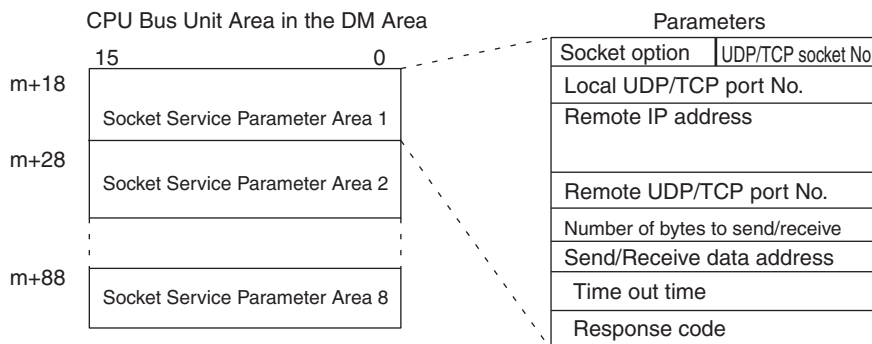 CPU Bus Unit Area in the DM Area
15 0
m+18
Socket Service Parameter Area 1
m+28
Socket Service Parameter Area 2
m+88
Socket Service Parameter Area 8
Parameters
Socket option UDP/TCP socket No.
Local UDP/TCP port No.
Remote IP address
Remote UDP/TCP port No.
Number of bytes to send/receive
Send/Receive data address
Time out time
Response code